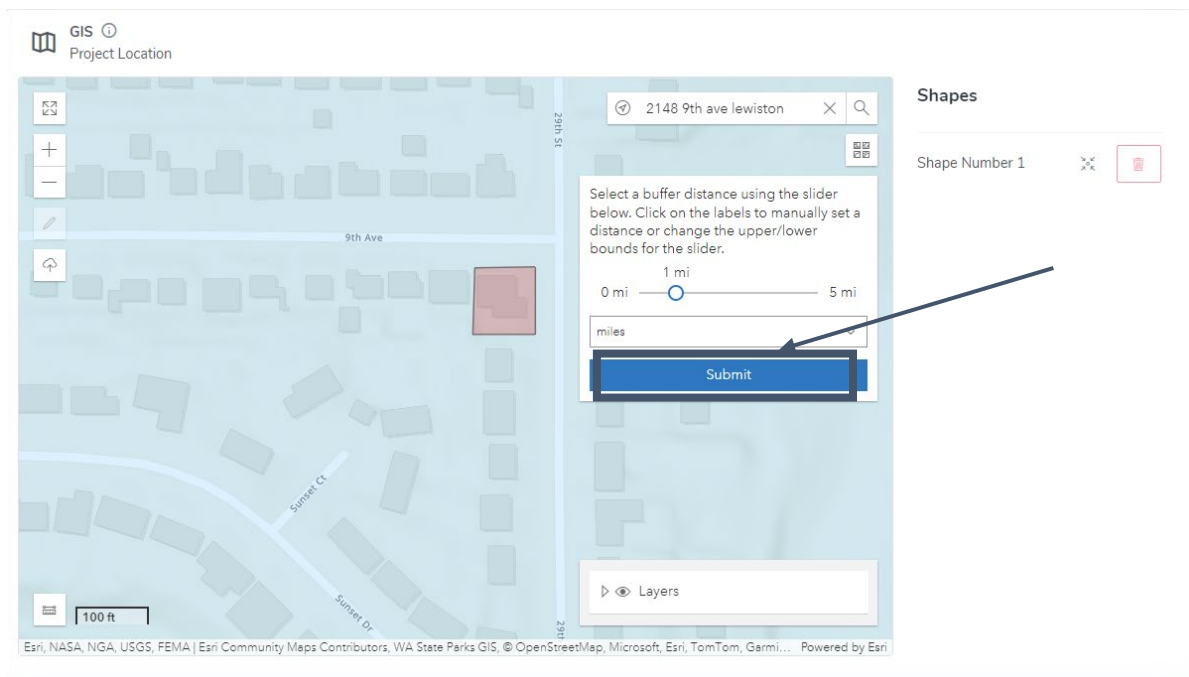 GIS
Project Location
2148 9th ave lewiston
Shapes
Shape Number 1
29th St
Select a buffer distance using the slider
below. Click on the labels to manually set a
distance or change the upper/lower
bounds for the slider.
1 mi
0 mi
5 mi
miles
Submit
9th Ave
Sunset Ct
Sunset Dr
29th
Layers
100 ft
Esri, NASA, NGA, USGS, FEMA | Esri Community Maps Contributors, WA State Parks GIS, © OpenStreetMap, Microsoft, Esri, TomTom, Garmi... Powered by Esri